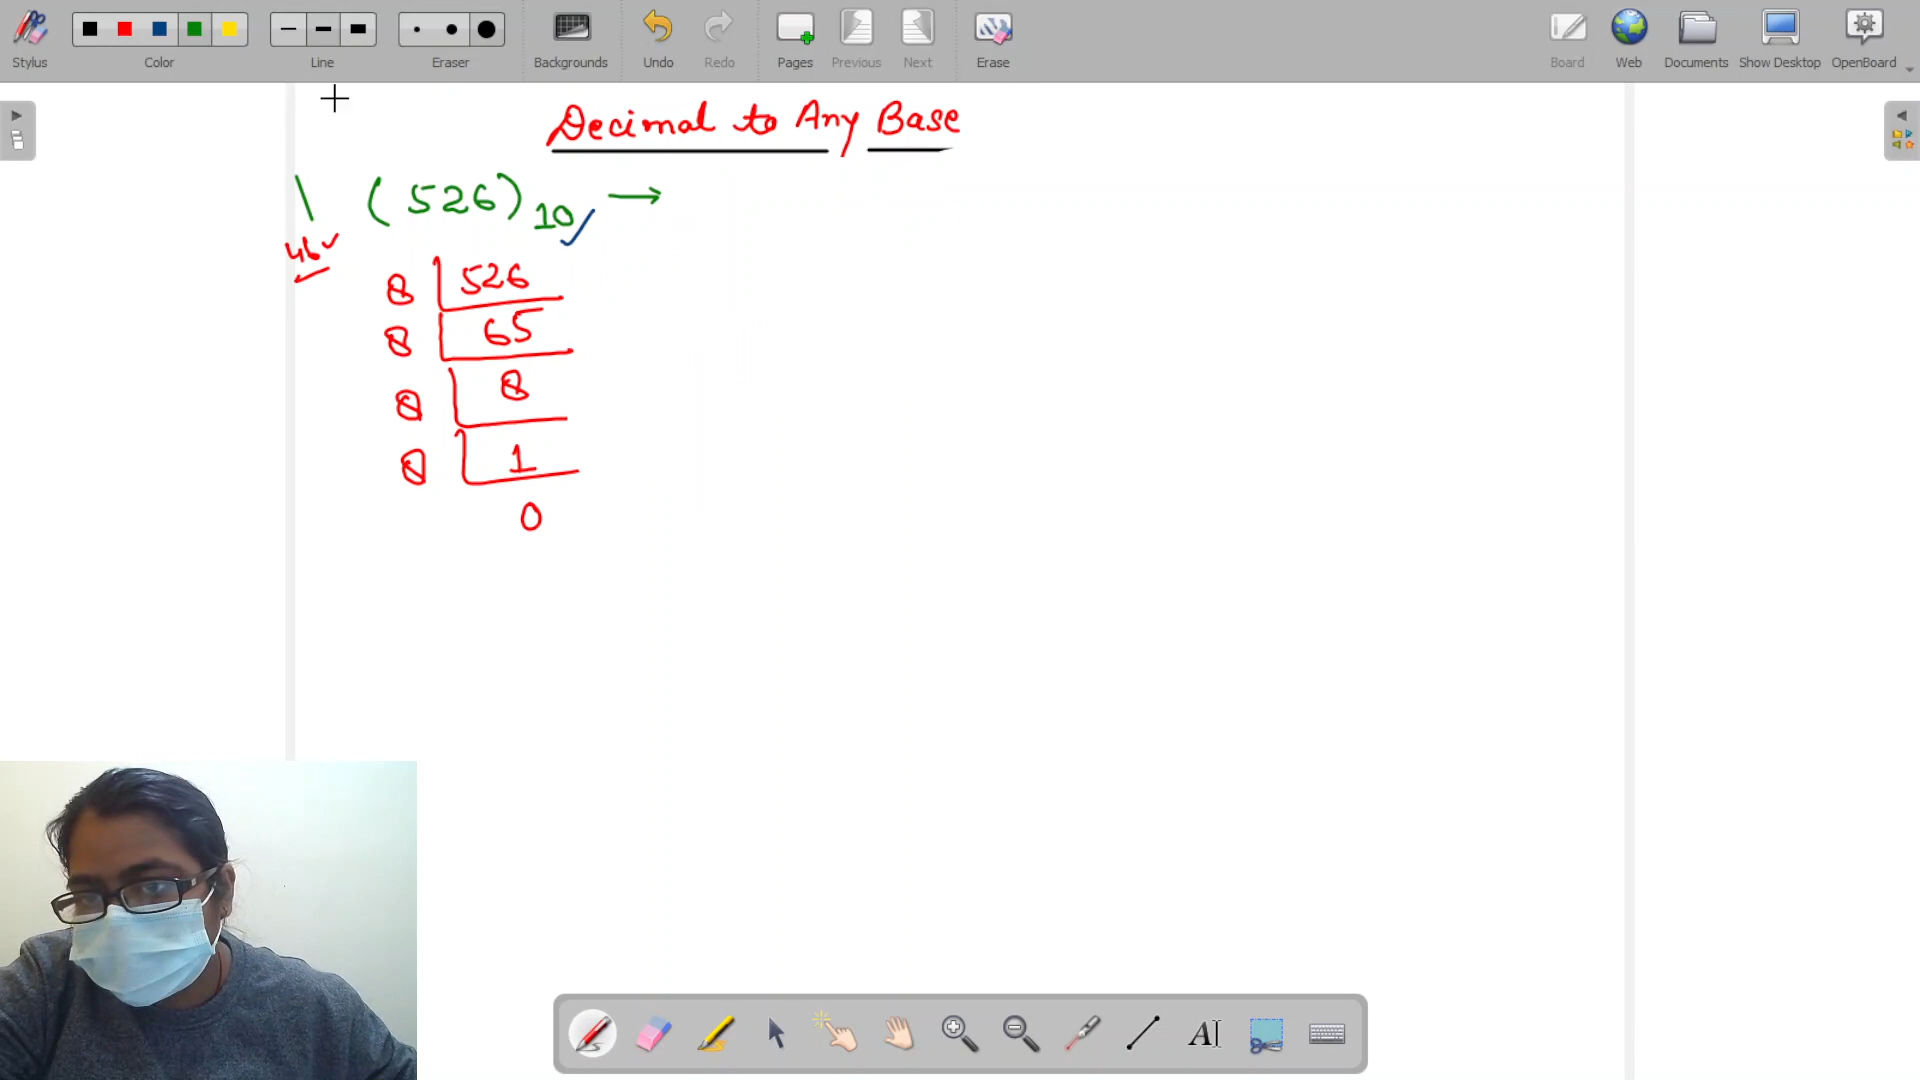 Stylus Color Line Eraser Backgrounds Undo Redo Pages Previous Next Erase Board Web Documents Show Desktop OpenBoard
Decimal to Any Base
\ (526)10 →
8 526
8 65
8 8
8 1
0